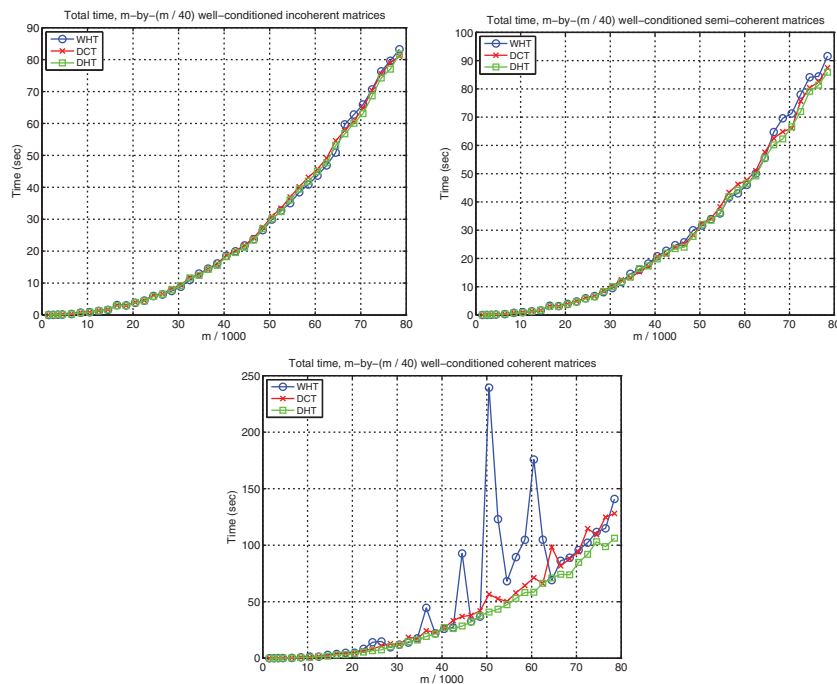 Total time, m−by−(m / 40) well−conditioned incoherent matrices
90
80
70
60
50
40
30
20
10
0
Time (sec)
WHT
DCT
DHT
0 10 20 30 40 50 60 70 80
m / 1000
Total time, m−by−(m / 40) well−conditioned semi−coherent matrices
100
90
80
70
60
50
40
30
20
10
0
Time (sec)
WHT
DCT
DHT
0 10 20 30 40 50 60 70 80
m / 1000
Total time, m−by−(m / 40) well−conditioned coherent matrices
250
200
150
100
50
0
Time (sec)
WHT
DCT
DHT
0 10 20 30 40 50 60 70 80
m / 1000